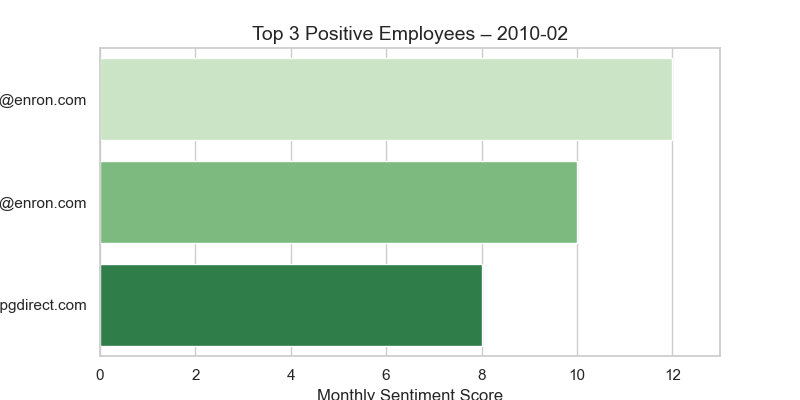 Top 3 Positive Employees – 2010-02
@enron.com
@enron.com
pgdirect.com
0 2 4 6 8 10 12
Monthly Sentiment Score